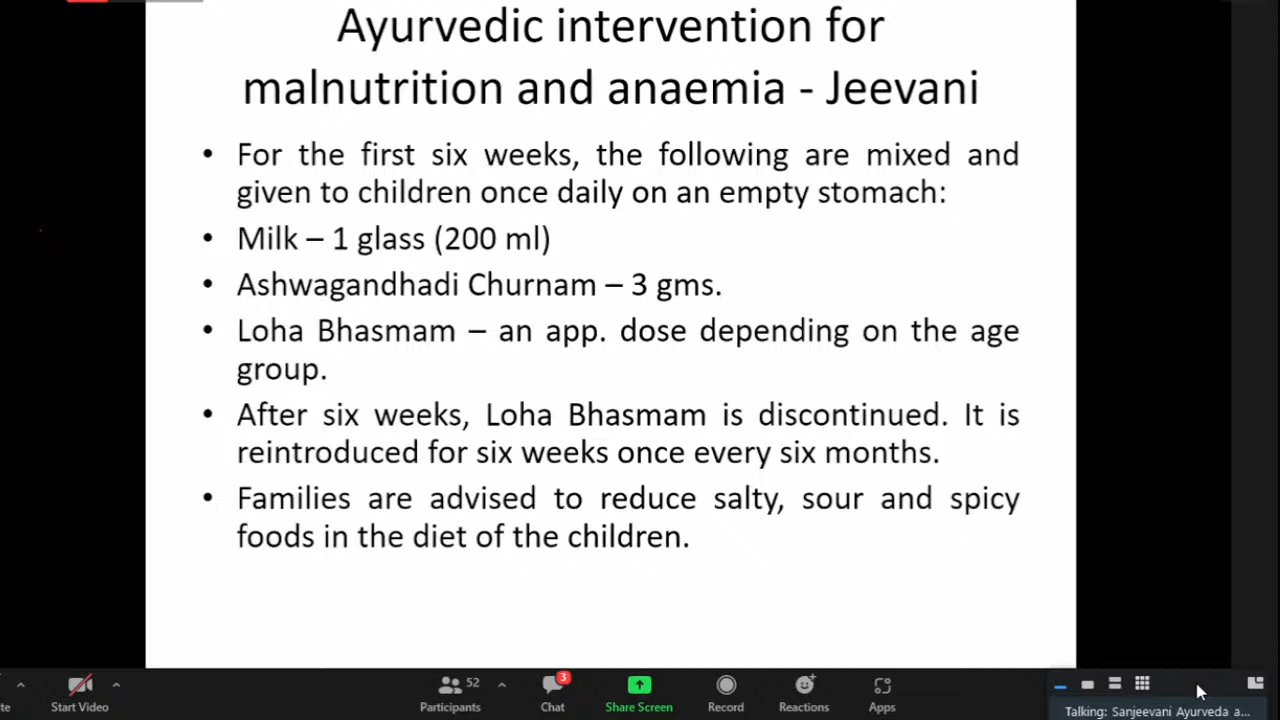 Ayurvedic intervention for
malnutrition and anaemia - Jeevani
• For the first six weeks, the following are mixed and
given to children once daily on an empty stomach:
• Milk – 1 glass (200 ml)
• Ashwagandhadi Churnam – 3 gms.
• Loha Bhasmam – an app. dose depending on the age
group.
• After six weeks, Loha Bhasmam is discontinued. It is
reintroduced for six weeks once every six months.
• Families are advised to reduce salty, sour and spicy
foods in the diet of the children.
te
Start Video
52
Participants
3
Chat
Share Screen
Record
Reactions
Apps
Talking: Sanjeevani Ayurveda a...